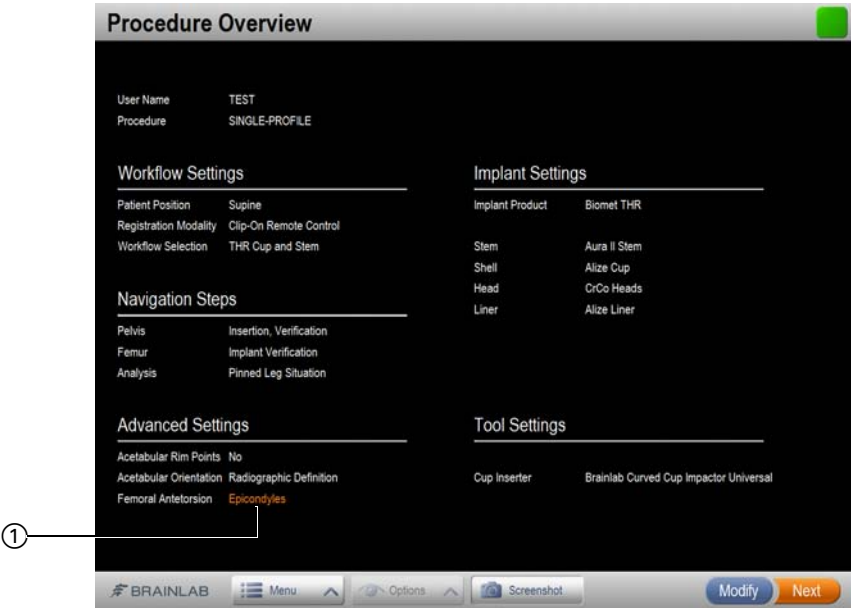 Procedure Overview
User Name TEST
Procedure SINGLE-PROFILE
Workflow Settings
Patient Position Supine
Registration Modality Clip-On Remote Control
Workflow Selection THR Cup and Stem
Navigation Steps
Pelvis Insertion, Verification
Femur Implant Verification
Analysis Pinned Leg Situation
Advanced Settings
Acetabular Rim Points No
Acetabular Orientation Radiographic Definition
Femoral Antetorsion Epicondyles
Implant Settings
Implant Product Biomet THR
Stem Aura II Stem
Shell Alize Cup
Head CrCo Heads
Liner Alize Liner
Tool Settings
Cup Inserter Brainlab Curved Cup Impactor Universal
①
BRAINLAB Menu Options Screenshot Modify Next